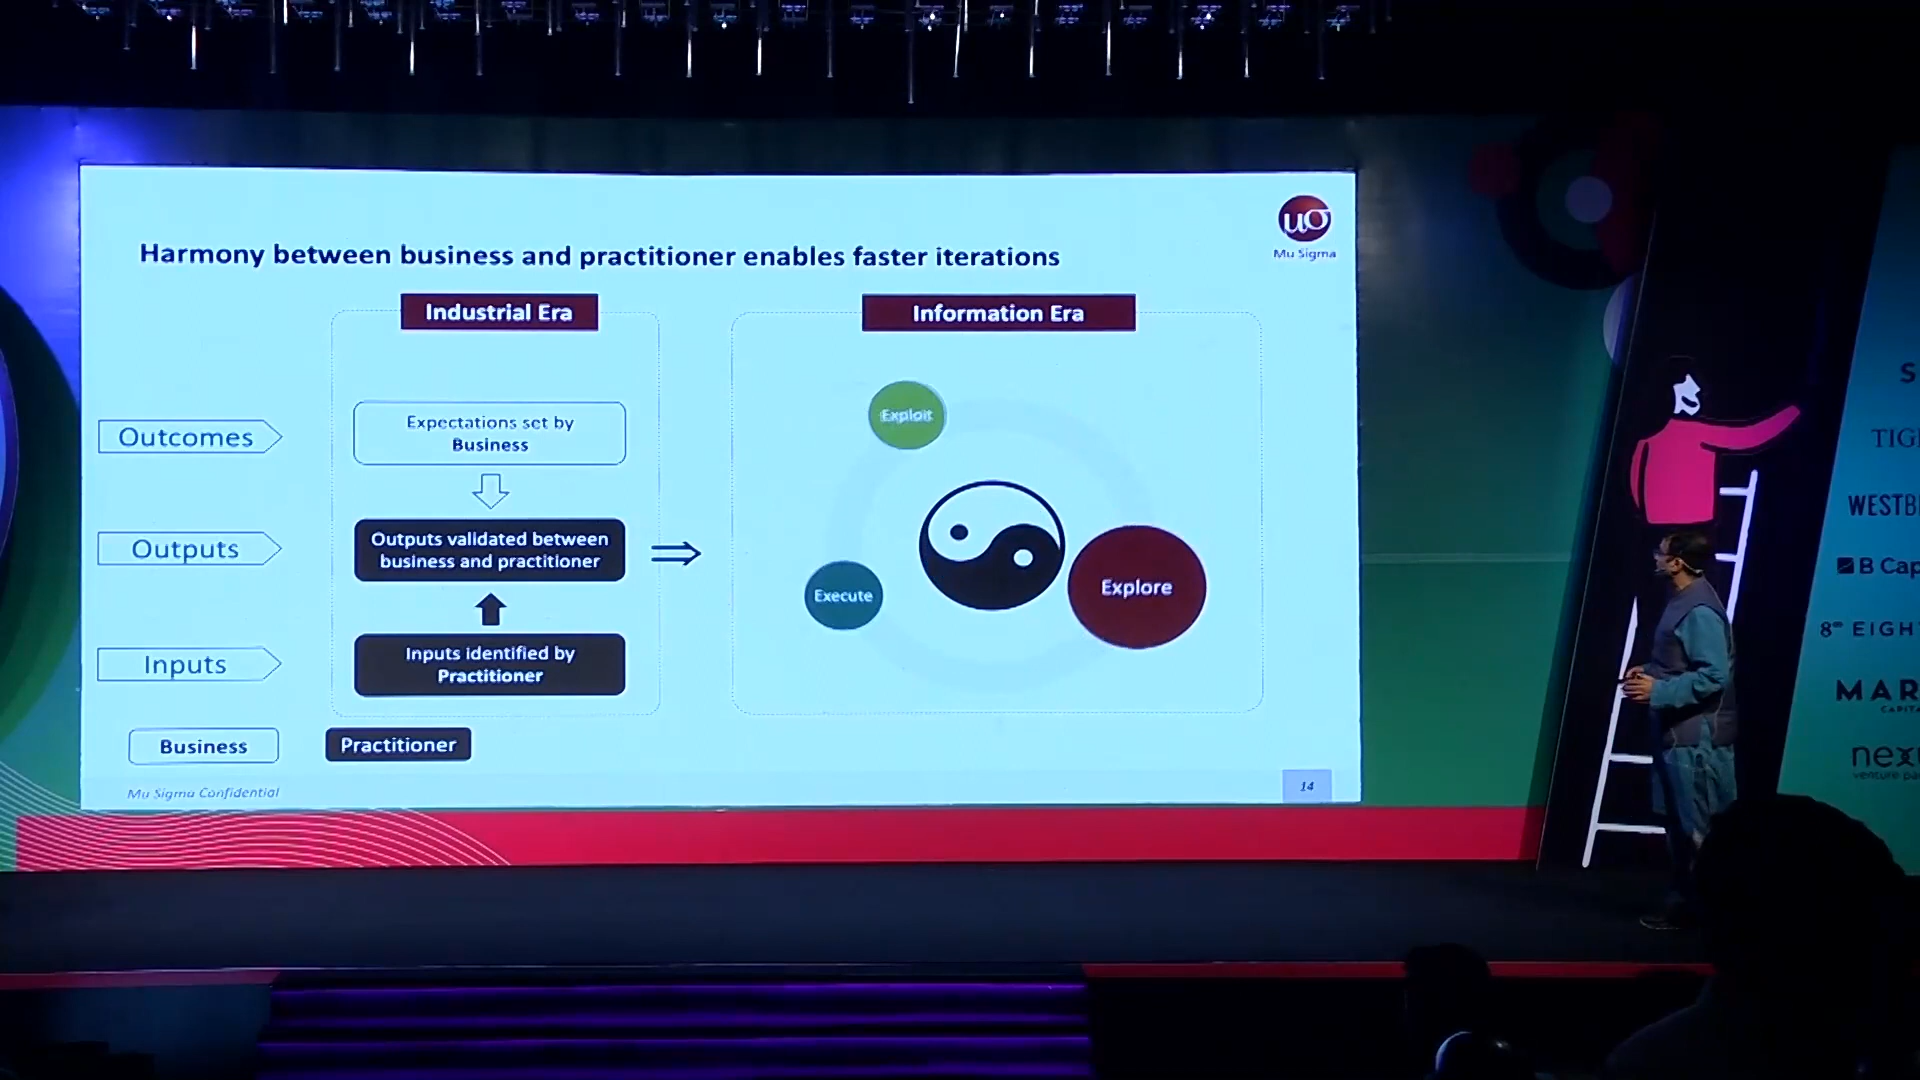 uσ
Mu Sigma
Harmony between business and practitioner enables faster iterations
Industrial Era
Information Era
Outcomes
Expectations set by
Business
Exploit
Outputs
Outputs validated between
business and practitioner
Execute
Explore
Inputs
Inputs identified by
Practitioner
Business
Practitioner
Mu Sigma Confidential
14
S
TIG
WESTB
B Cap
8 EIGH
MAR
CAPITA
nex
venture pa